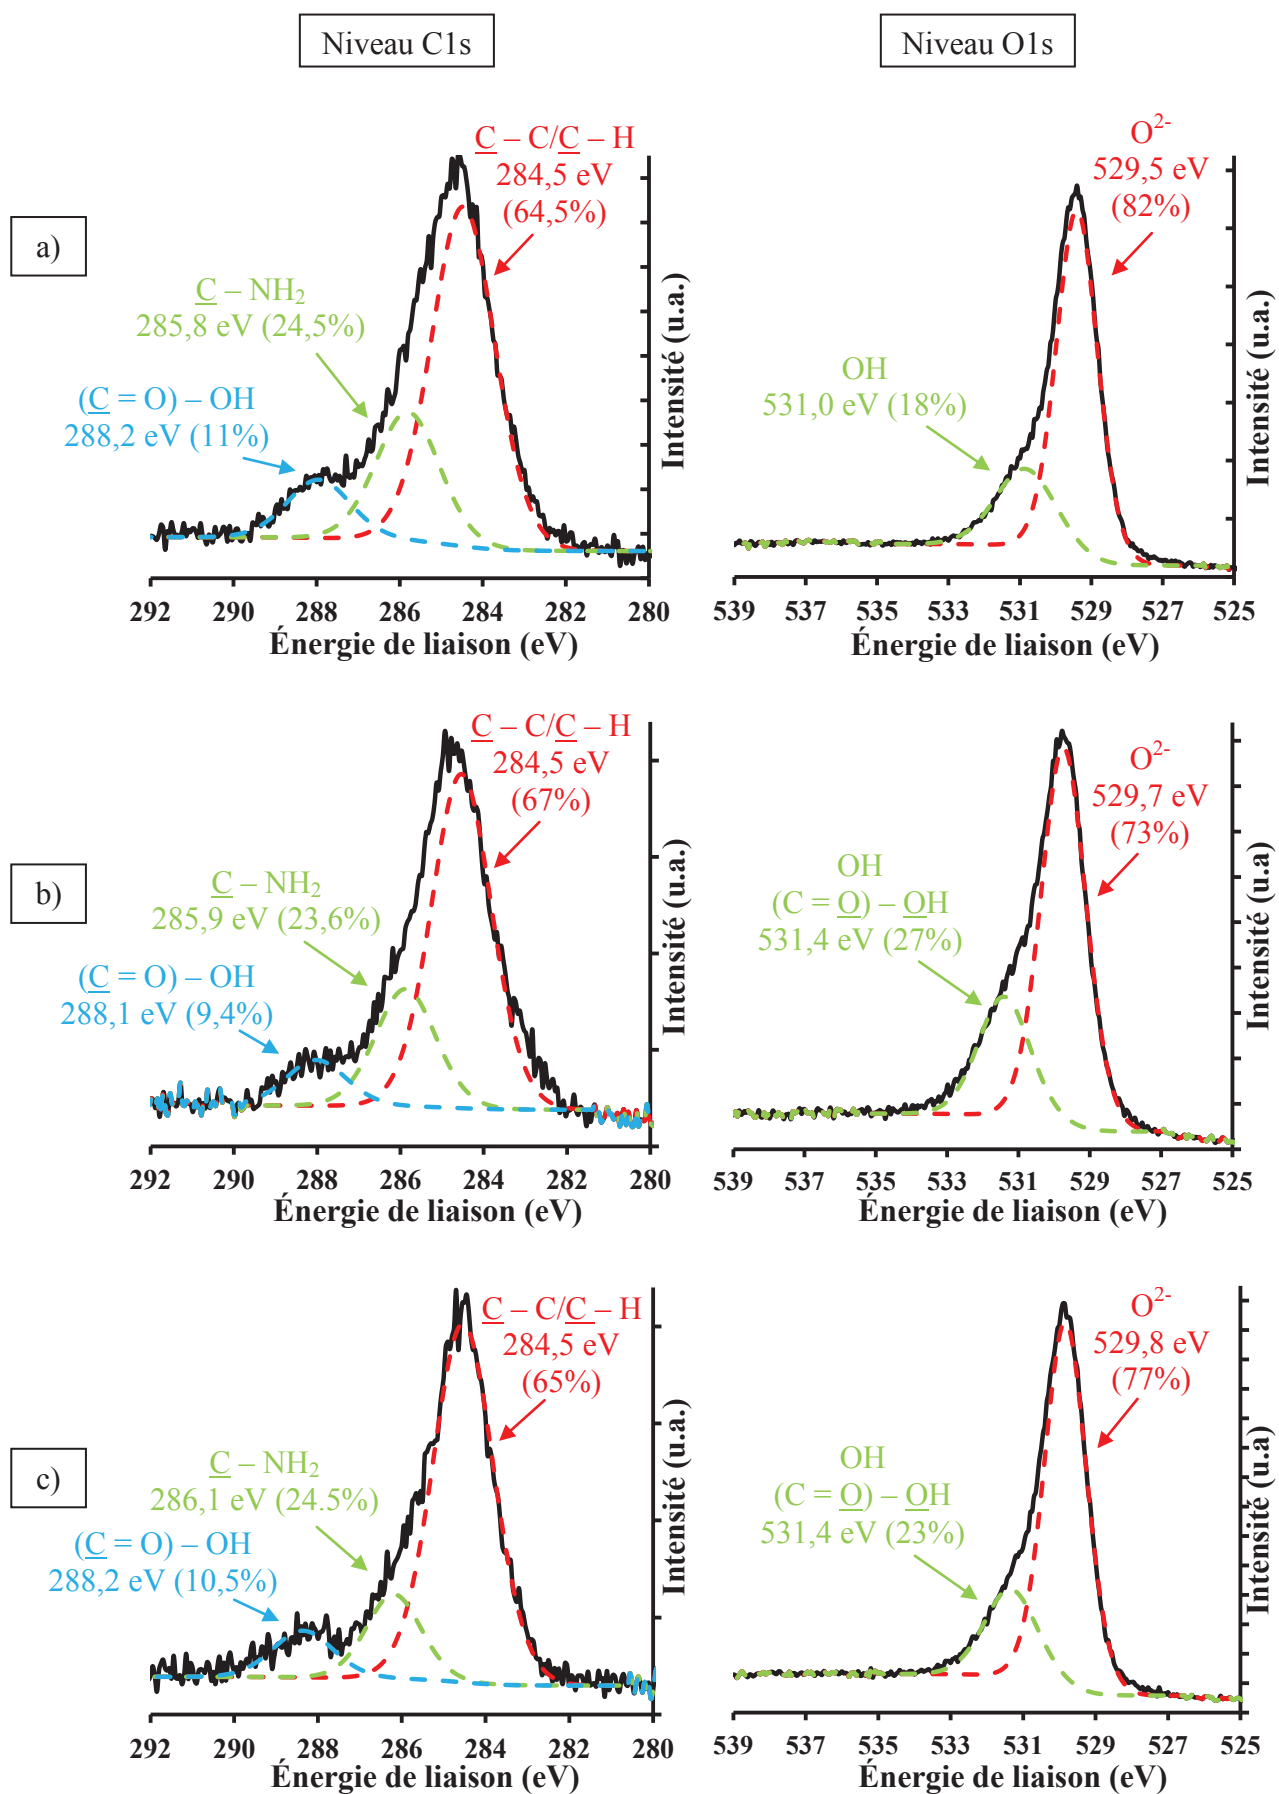 Niveau C1s
Niveau O1s
a)
C – C/C – H
284,5 eV
(64,5%)
C – NH2
285,8 eV (24,5%)
(C = O) – OH
288,2 eV (11%)
Intensité (u.a.)
292 290 288 286 284 282 280
Énergie de liaison (eV)
O2-
529,5 eV
(82%)
OH
531,0 eV (18%)
Intensité (u.a.)
539 537 535 533 531 529 527 525
Énergie de liaison (eV)
b)
C – C/C – H
284,5 eV
(67%)
C – NH2
285,9 eV (23,6%)
(C = O) – OH
288,1 eV (9,4%)
Intensité (u.a.)
292 290 288 286 284 282 280
Énergie de liaison (eV)
O2-
529,7 eV
(73%)
OH
(C = O) – OH
531,4 eV (27%)
Intensité (u.a)
539 537 535 533 531 529 527 525
Énergie de liaison (eV)
c)
C – C/C – H
284,5 eV
(65%)
C – NH2
286,1 eV (24.5%)
(C = O) – OH
288,2 eV (10,5%)
Intensité (u.a.)
292 290 288 286 284 282 280
Énergie de liaison (eV)
O2-
529,8 eV
(77%)
OH
(C = O) – OH
531,4 eV (23%)
Intensité (u.a)
539 537 535 533 531 529 527 525
Énergie de liaison (eV)